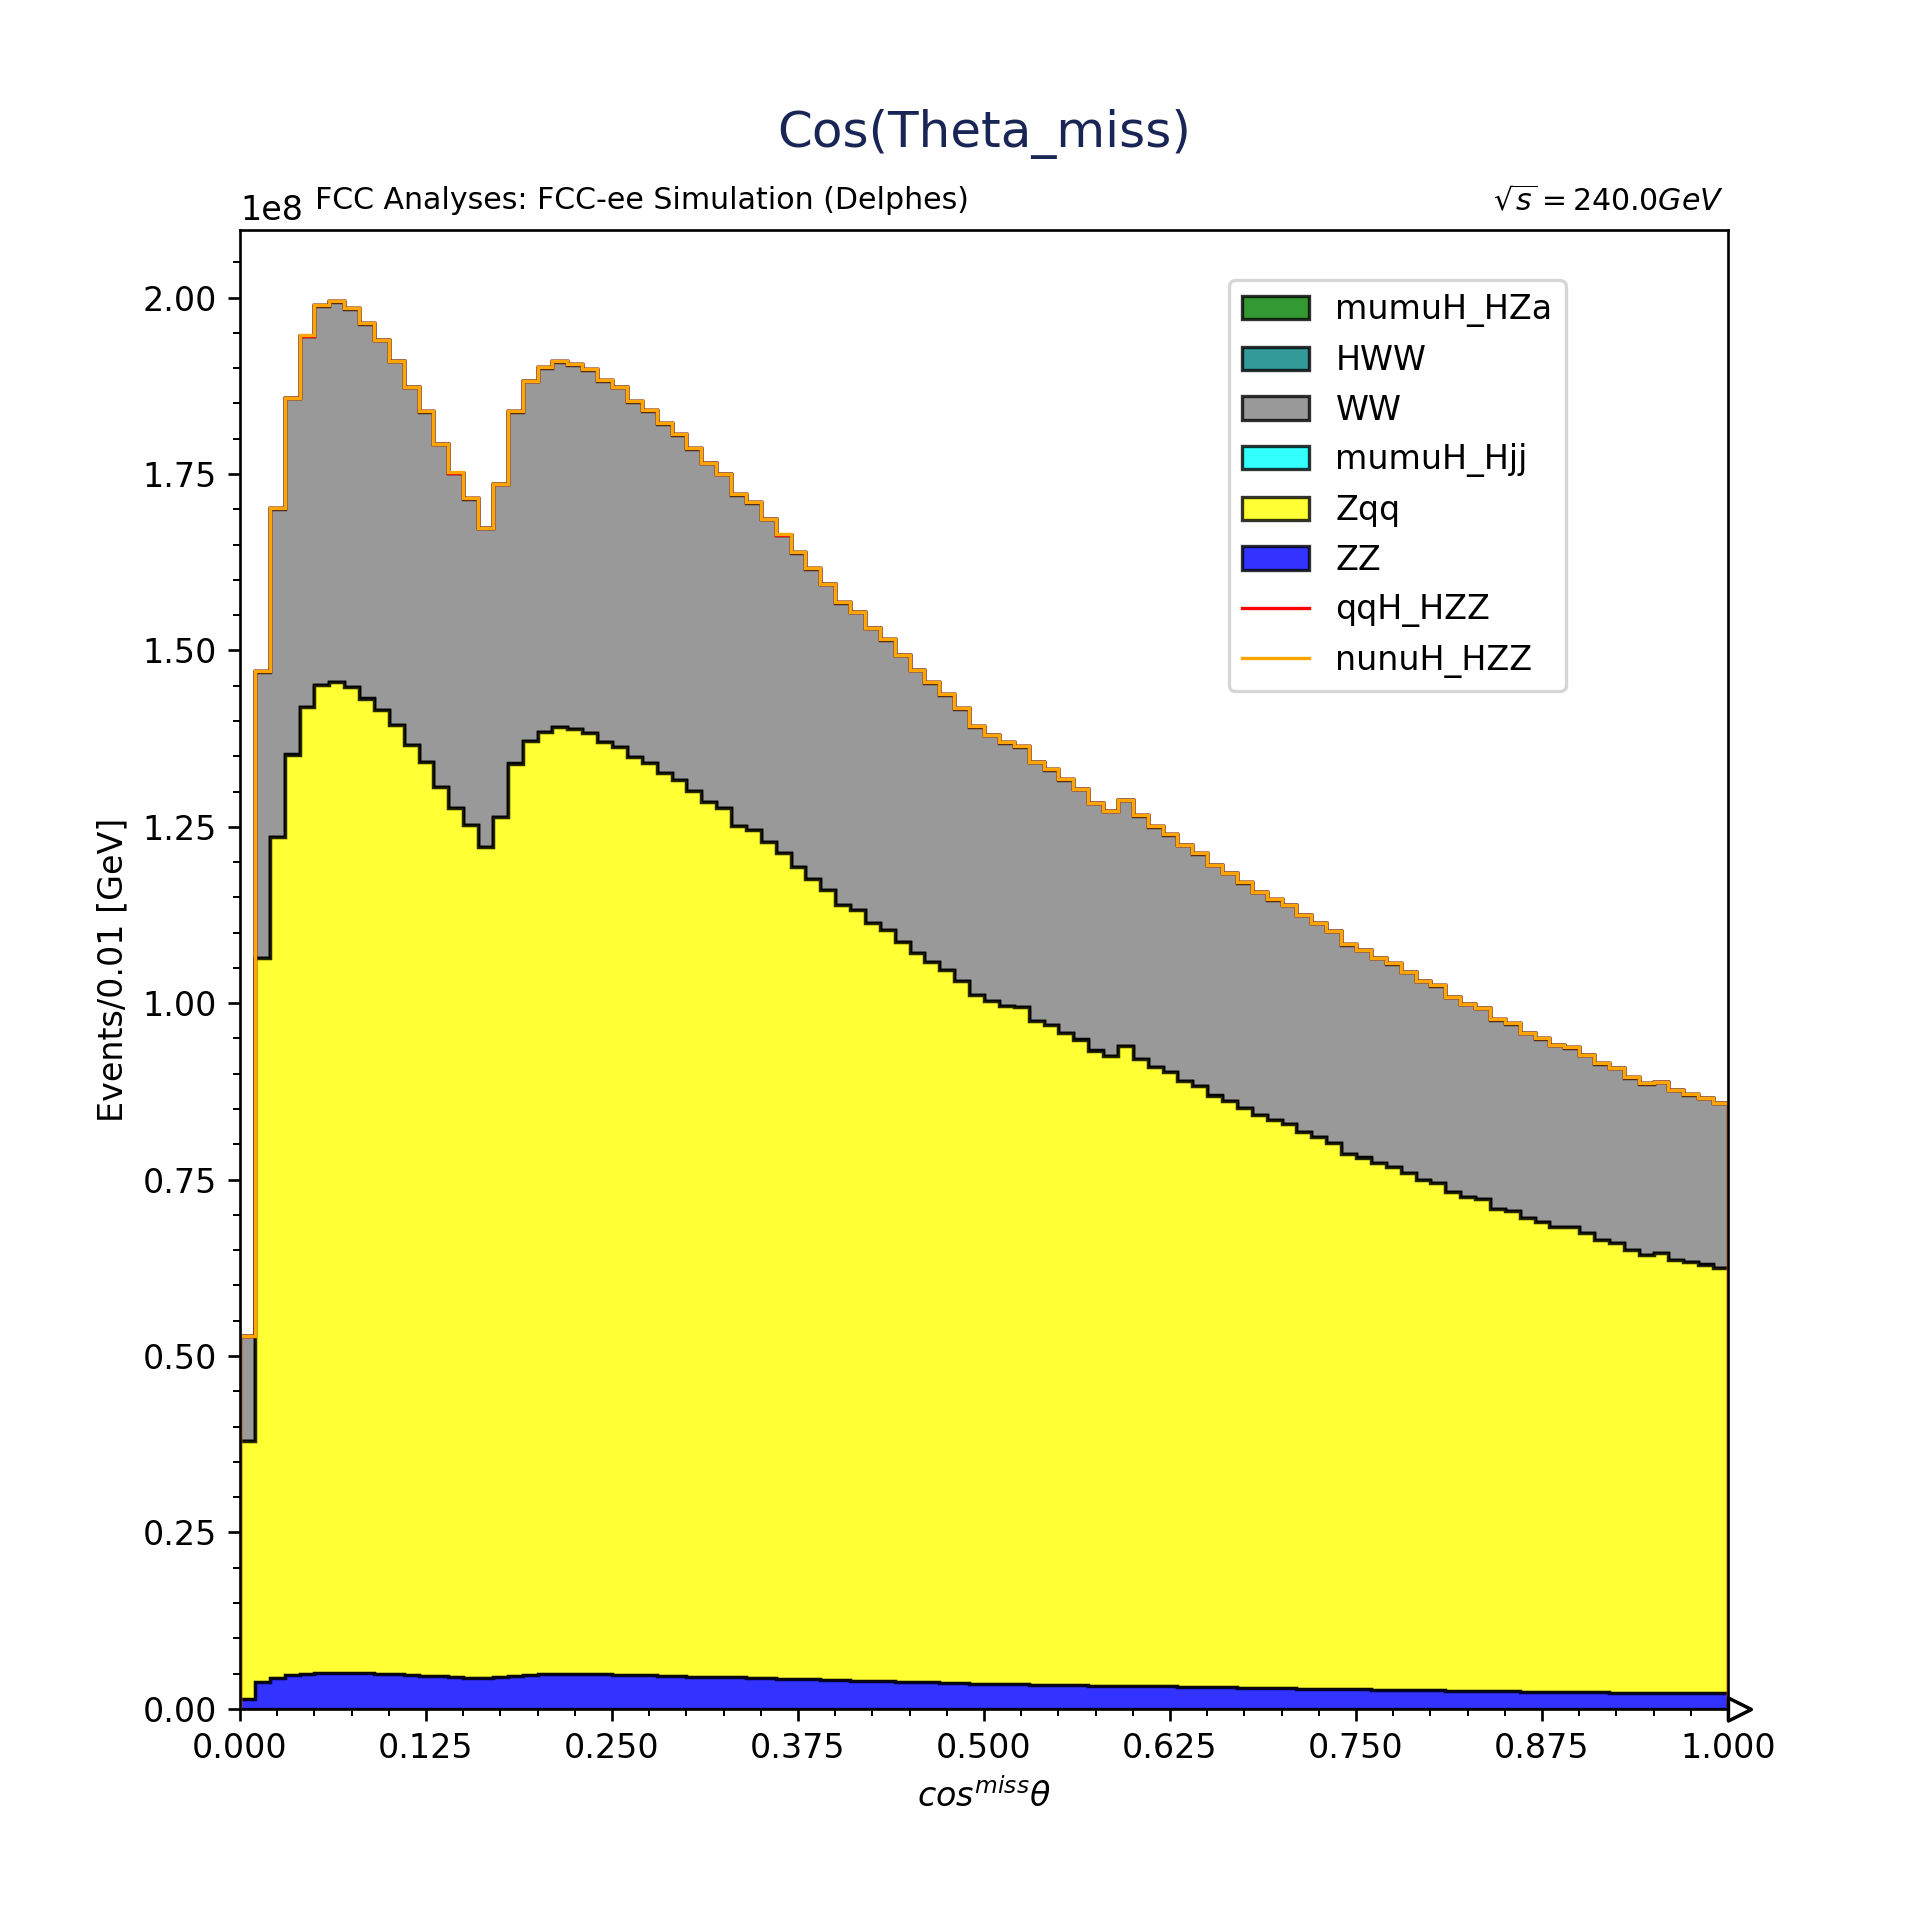 Cos(Theta_miss)
1e8 FCC Analyses: FCC-ee Simulation (Delphes) √s = 240.0GeV
mumuH_HZa
HWW
WW
mumuH_Hjj
Zqq
ZZ
qqH_HZZ
nunuH_HZZ
Events/0.01 [GeV]
2.00
1.75
1.50
1.25
1.00
0.75
0.50
0.25
0.00
0.000 0.125 0.250 0.375 0.500 0.625 0.750 0.875 1.000
cos^{miss}θ